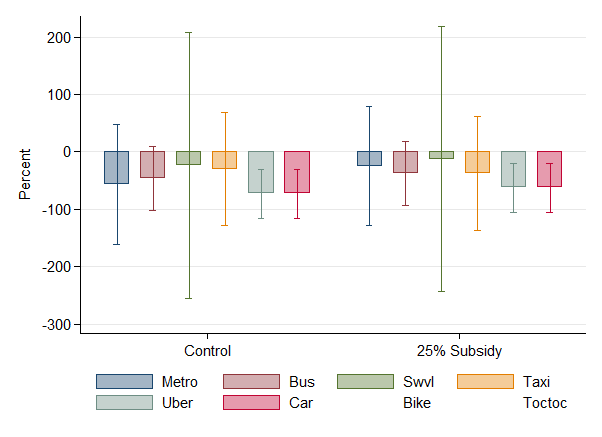 200
100
0
-100
-200
-300
Percent
Control 25% Subsidy
Metro Bus Swvl Taxi
Uber Car Bike Toctoc